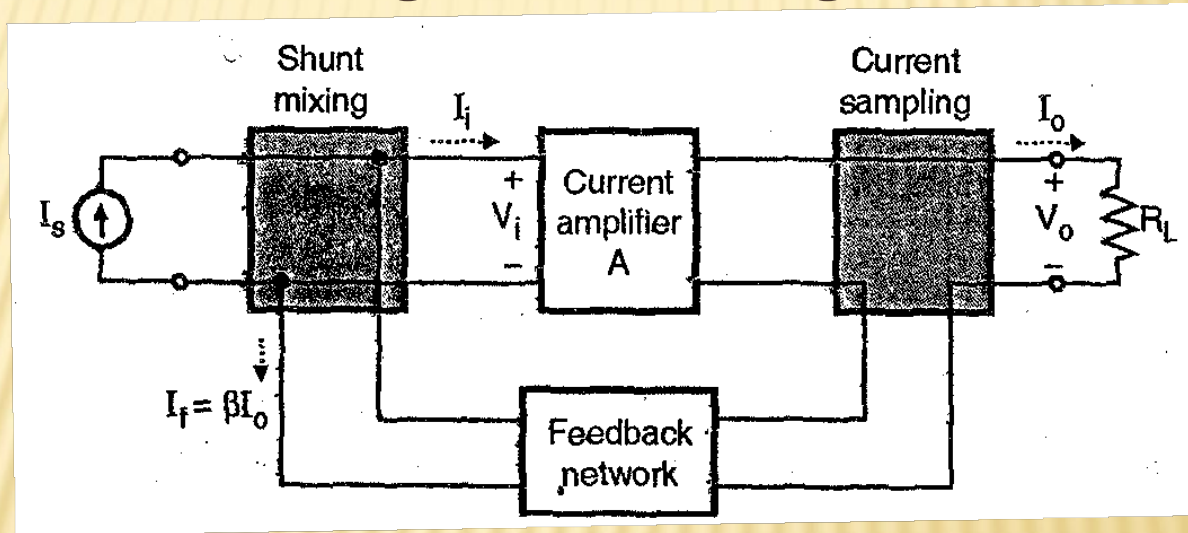 Shunt
mixing
Current
sampling
I_i
I_o
I_s
+
V_i
−
Current
amplifier
A
+
V_o
−
R_L
I_f = βI_o
Feedback
network